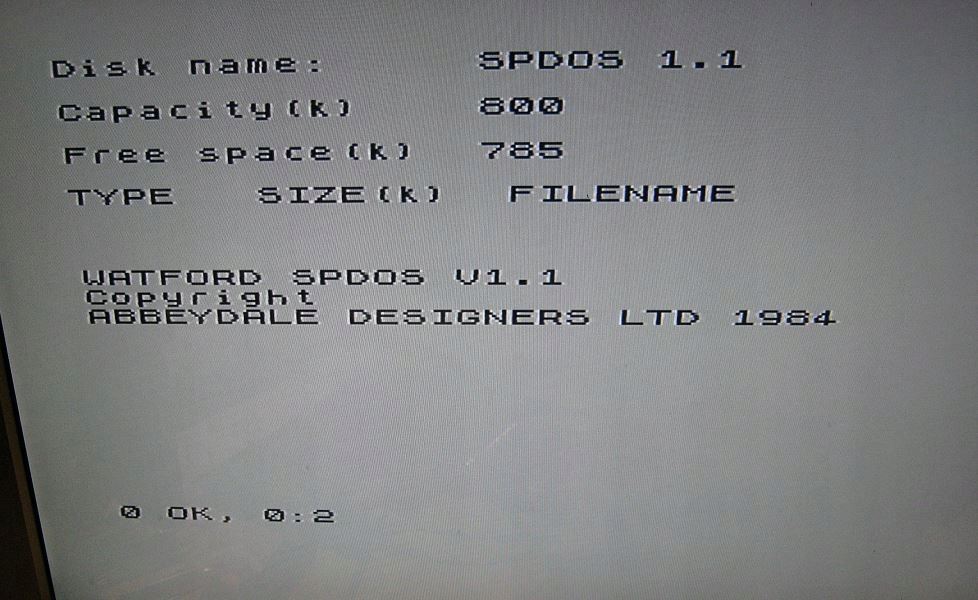 Disk name: SPDOS 1.1
Capacity(k) 800
Free space(k) 785
TYPE SIZE(k) FILENAME
WATFORD SPDOS V1.1
Copyright
ABBEYDALE DESIGNERS LTD 1984
0 OK, 0:2